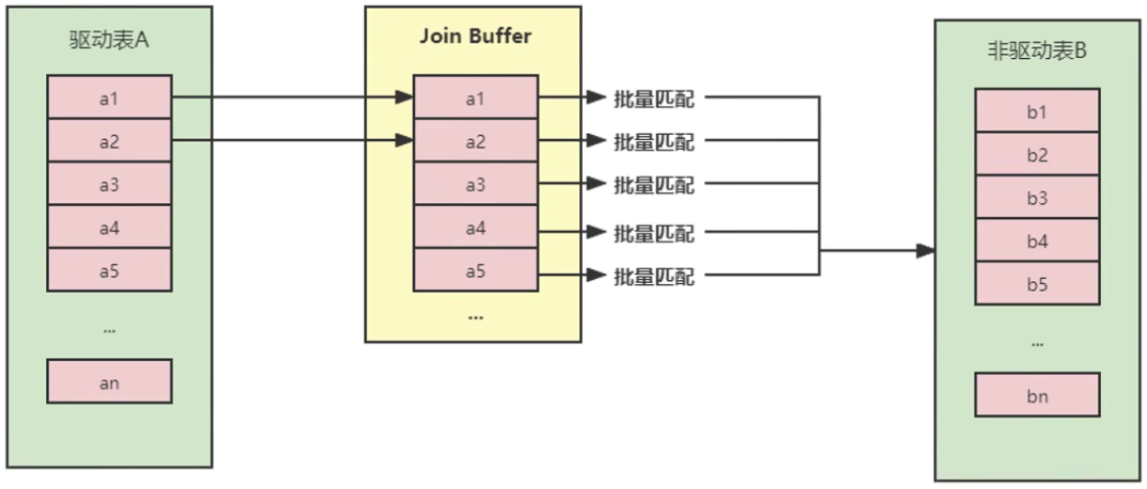 驱动表A
a1
a2
a3
a4
a5
...
an
Join Buffer
a1
a2
a3
a4
a5
...
批量匹配
批量匹配
批量匹配
批量匹配
批量匹配
非驱动表B
b1
b2
b3
b4
b5
...
bn